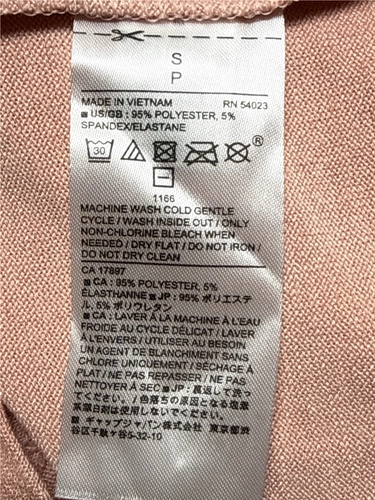 S
P
MADE IN VIETNAM RN 54023
■ US/GB : 95% POLYESTER, 5%
SPANDEX/ELASTANE
30 ®
1166
MACHINE WASH COLD GENTLE
CYCLE / WASH INSIDE OUT / ONLY
NON-CHLORINE BLEACH WHEN
NEEDED / DRY FLAT / DO NOT IRON /
DO NOT DRY CLEAN
CA 17897
■ CA : 95% POLYESTER, 5%
ÉLASTHANNE ■ JP : 95% ポリエステ
ル, 5% ポリウレタン
■ CA : LAVER À LA MACHINE À L'EAU
FROIDE AU CYCLE DÉLICAT / LAVER
À L'ENVERS / UTILISER AU BESOIN
UN AGENT DE BLANCHIMENT SANS
CHLORE UNIQUEMENT / SÉCHAGE À
PLAT / NE PAS REPASSER / NE PAS
NETTOYER À SEC ■ JP : 裏返して洗っ
てください。/ 色落ちの原因となる塩素
系漂白剤は使用しないでください。
ギャップジャパン株式会社 東京都渋
谷区千駄ヶ谷5-32-10